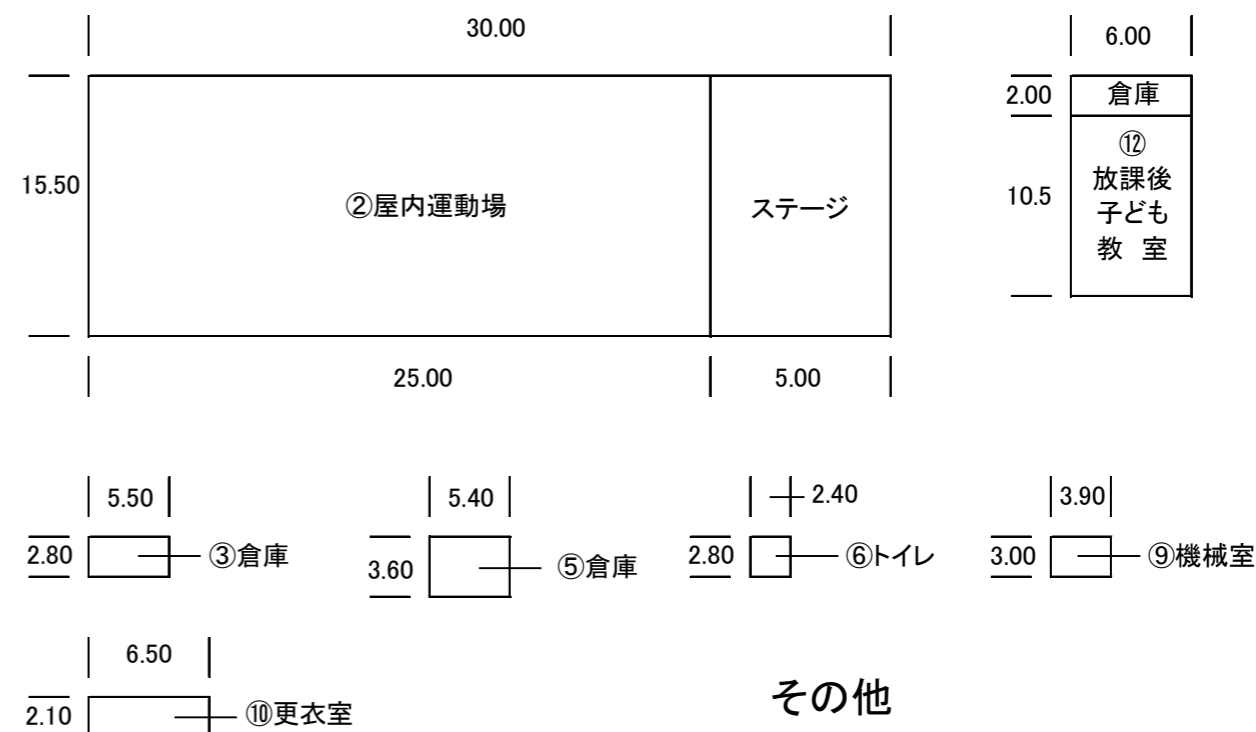 30.00
6.00
15.50
②屋内運動場
ステージ
2.00
倉庫
10.5
⑫
放課後
子ども
教 室
25.00
5.00
5.50
2.80
③倉庫
5.40
3.60
⑤倉庫
2.40
2.80
⑥トイレ
3.90
3.00
⑨機械室
6.50
2.10
⑩更衣室
その他